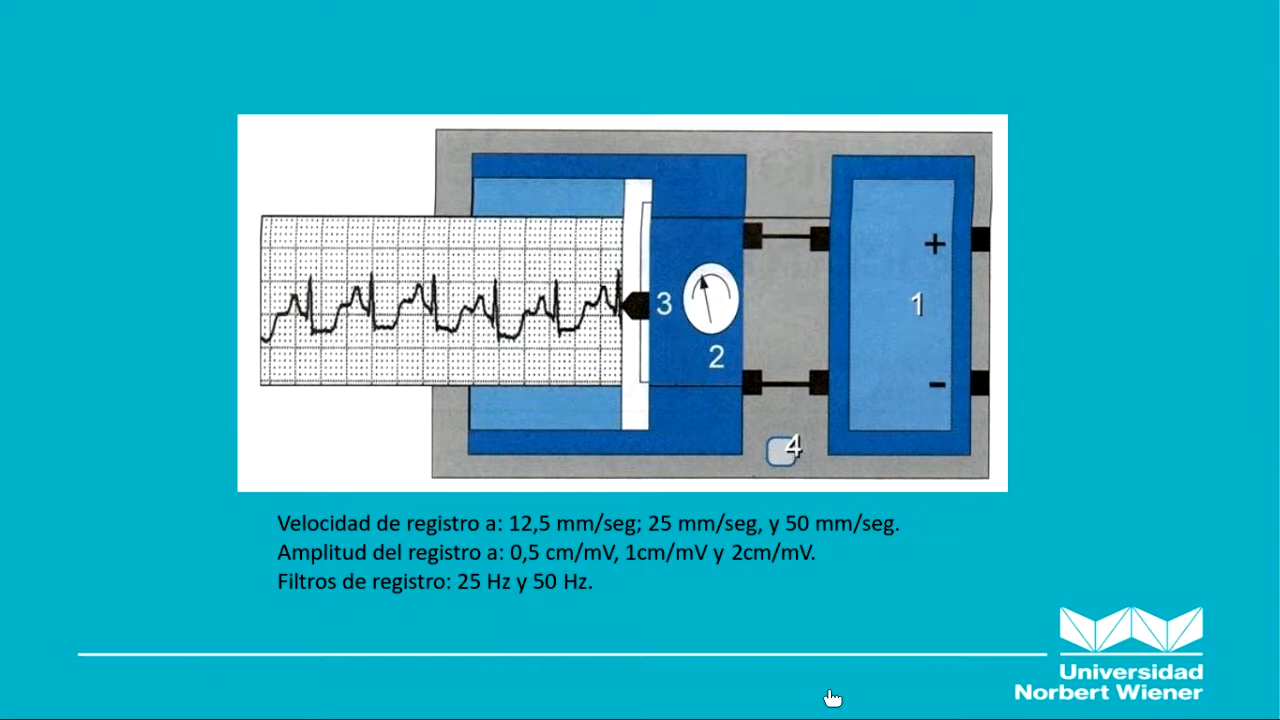 +
3
1
2
-
4
Velocidad de registro a: 12,5 mm/seg; 25 mm/seg, y 50 mm/seg.
Amplitud del registro a: 0,5 cm/mV, 1cm/mV y 2cm/mV.
Filtros de registro: 25 Hz y 50 Hz.
Universidad
Norbert Wiener